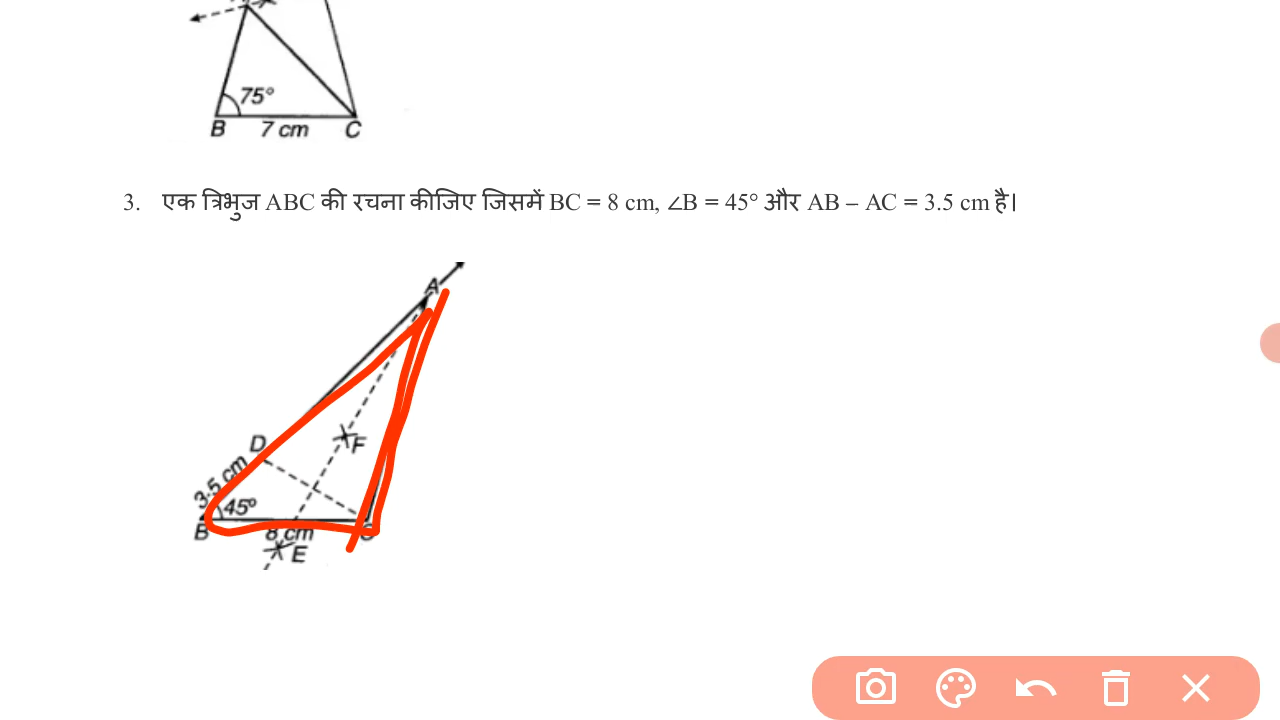 75°
B 7 cm C
3. एक त्रिभुज ABC की रचना कीजिए जिसमें BC = 8 cm, ∠B = 45° और AB – AC = 3.5 cm है।
A
D
F
3.5 cm
45º
B 8 cm C
E